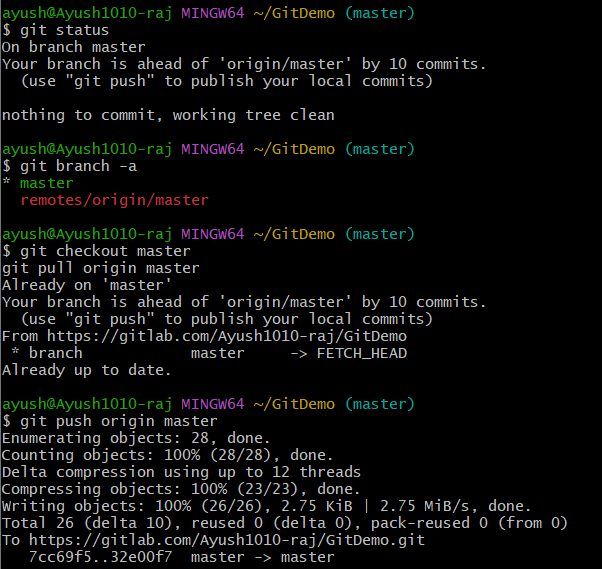 ayush@Ayush1010-raj MINGW64 ~/GitDemo (master)
$ git status
On branch master
Your branch is ahead of 'origin/master' by 10 commits.
  (use "git push" to publish your local commits)

nothing to commit, working tree clean

ayush@Ayush1010-raj MINGW64 ~/GitDemo (master)
$ git branch -a
* master
  remotes/origin/master

ayush@Ayush1010-raj MINGW64 ~/GitDemo (master)
$ git checkout master
git pull origin master
Already on 'master'
Your branch is ahead of 'origin/master' by 10 commits.
  (use "git push" to publish your local commits)
From https://gitlab.com/Ayush1010-raj/GitDemo
 * branch            master     -> FETCH_HEAD
Already up to date.

ayush@Ayush1010-raj MINGW64 ~/GitDemo (master)
$ git push origin master
Enumerating objects: 28, done.
Counting objects: 100% (28/28), done.
Delta compression using up to 12 threads
Compressing objects: 100% (23/23), done.
Writing objects: 100% (26/26), 2.75 KiB | 2.75 MiB/s, done.
Total 26 (delta 10), reused 0 (delta 0), pack-reused 0 (from 0)
To https://gitlab.com/Ayush1010-raj/GitDemo.git
   7cc69f5..32e00f7  master -> master